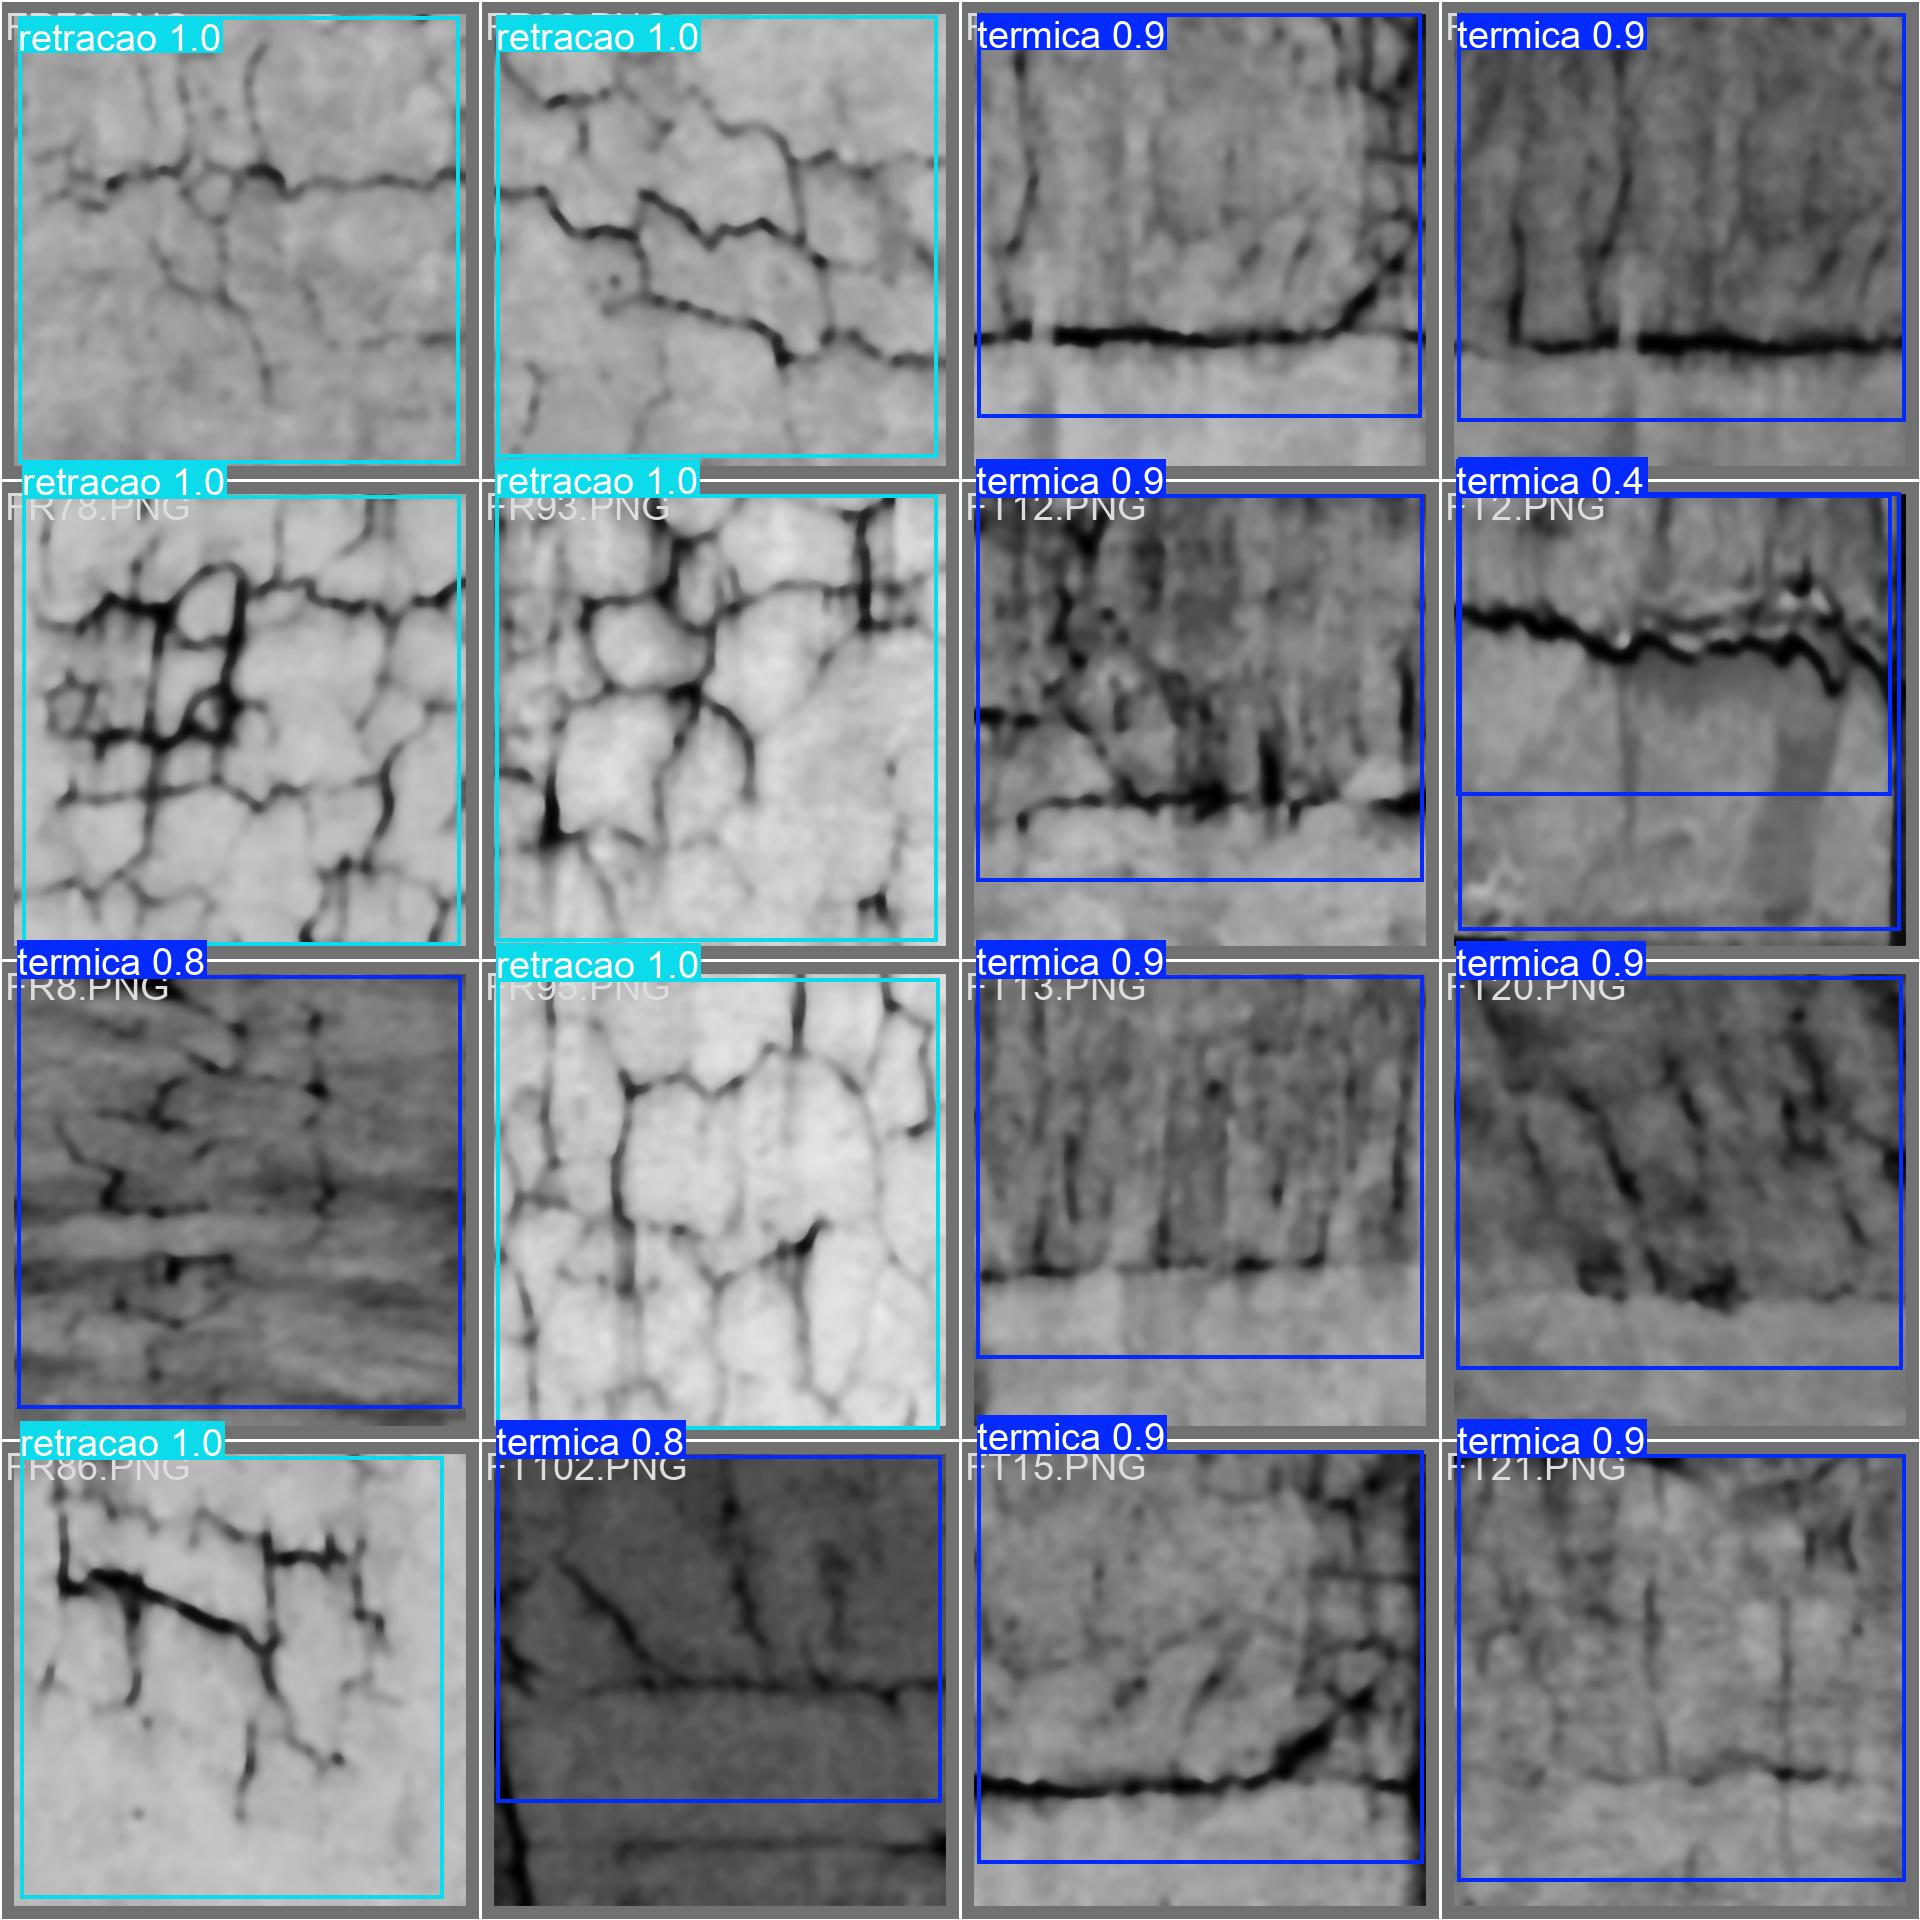 retracao 1.0
retracao 1.0
termica 0.9
termica 0.9
retracao 1.0
FR78.PNG
retracao 1.0
FR93.PNG
termica 0.9
FT12.PNG
termica 0.4
FT2.PNG
termica 0.8
FR8.PNG
retracao 1.0
FR95.PNG
termica 0.9
FT13.PNG
termica 0.9
FT20.PNG
retracao 1.0
FR86.PNG
termica 0.8
FT102.PNG
termica 0.9
FT15.PNG
termica 0.9
FT21.PNG